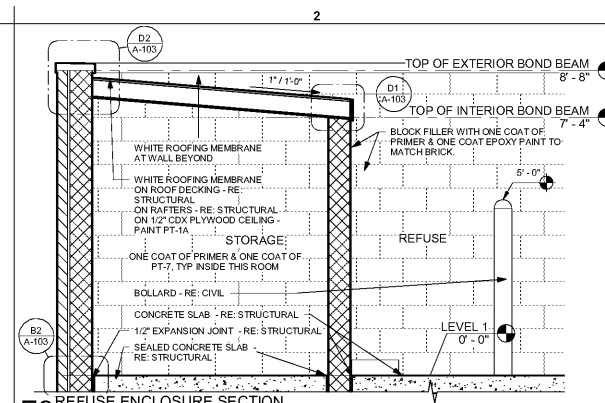 2
D2
A-103
TOP OF EXTERIOR BOND BEAM
8' - 8"
1" / 1'-0"
D1
A-103
TOP OF INTERIOR BOND BEAM
7' - 4"
BLOCK FILLER WITH ONE COAT OF
PRIMER & ONE COAT EPOXY PAINT TO
MATCH BRICK.
WHITE ROOFING MEMBRANE
AT WALL BEYOND
WHITE ROOFING MEMBRANE
ON ROOF DECKING - RE:
STRUCTURAL
ON RAFTERS - RE: STRUCTURAL
ON 1/2" CDX PLYWOOD CEILING -
PAINT PT-1A
5' - 0"
STORAGE
REFUSE
ONE COAT OF PRIMER & ONE COAT OF
PT-7, TYP INSIDE THIS ROOM
BOLLARD - RE: CIVIL
CONCRETE SLAB - RE: STRUCTURAL
1/2" EXPANSION JOINT - RE: STRUCTURAL
LEVEL 1
0' - 0"
B2
A-103
SEALED CONCRETE SLAB -
RE: STRUCTURAL
REFUSE ENCLOSURE SECTION